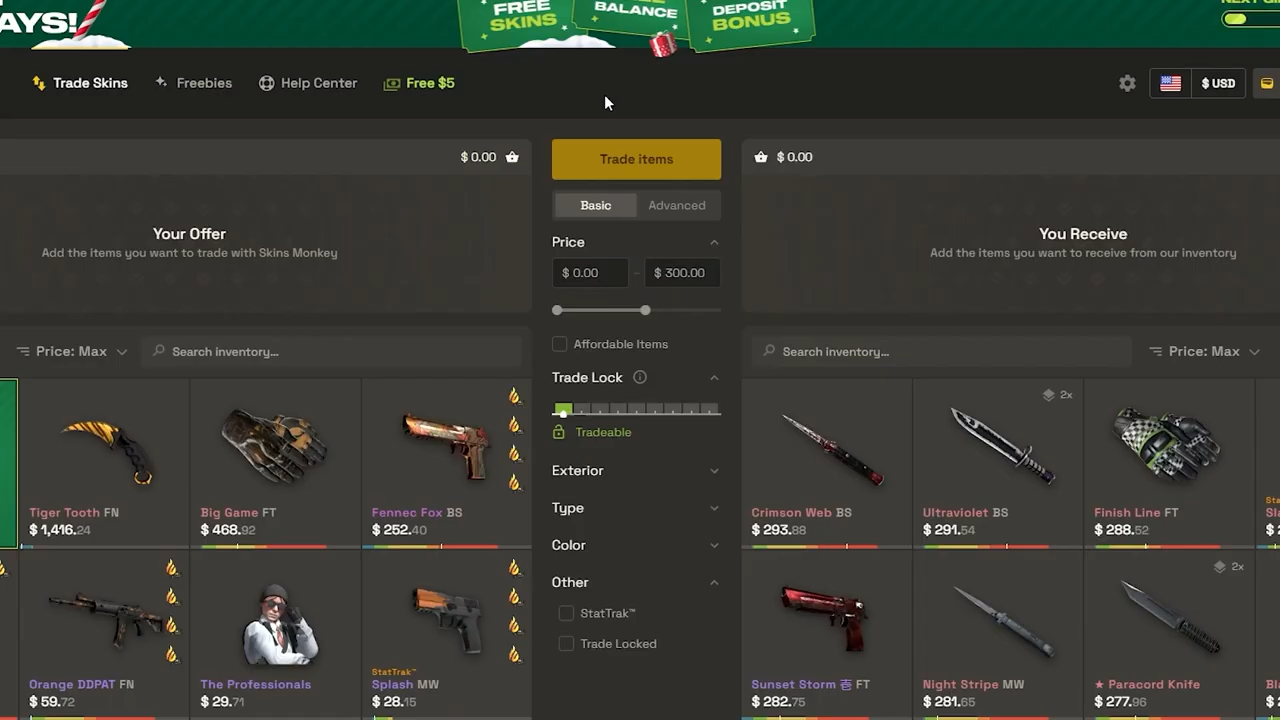 AYS!
FREE
SKINS
BALANCE
DEPOSIT
BONUS
Trade Skins
Freebies
Help Center
Free $5
$ USD
$ 0.00
Your Offer
Add the items you want to trade with Skins Monkey
Trade items
Basic
Advanced
$ 0.00
You Receive
Add the items you want to receive from our inventory
Price
$ 0.00 - $ 300.00
Affordable Items
Trade Lock
Tradeable
Exterior
Type
Color
Other
StatTrak™
Trade Locked
Price: Max
Search inventory...
Tiger Tooth FN
$ 1,416.24
Big Game FT
$ 468.92
Fennec Fox BS
$ 252.40
Orange DDPAT FN
$ 59.72
The Professionals
$ 29.71
StatTrak™
Splash MW
$ 28.15
Search inventory...
Price: Max
Crimson Web BS
$ 293.88
2x
Ultraviolet BS
$ 291.54
Finish Line FT
$ 288.52
Sunset Storm 壱 FT
$ 282.75
Night Stripe MW
$ 281.65
2x
★ Paracord Knife
$ 277.96